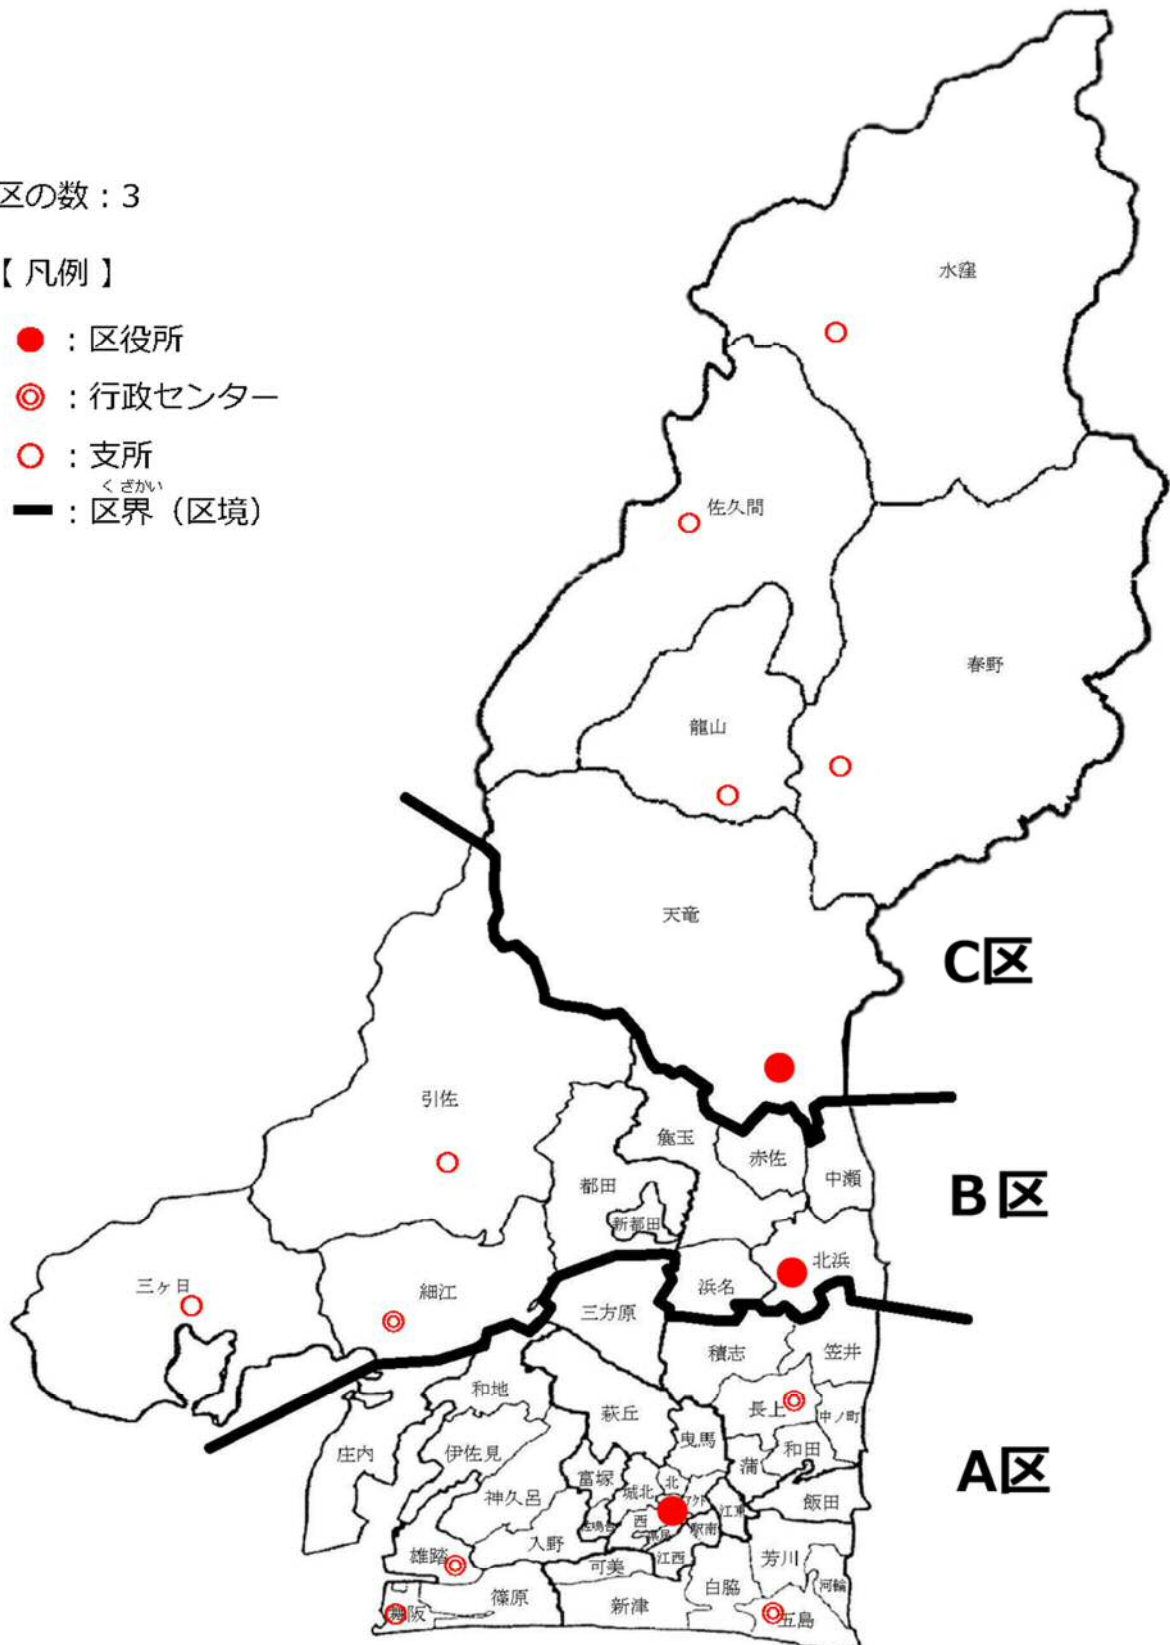 区の数：3
【 凡例 】
：区役所
：行政センター
：支所
くざかい
：区界（区境）
水窪
佐久間
春野
龍山
天竜
C区
引佐
麁玉
赤佐
中瀬
都田
新都田
B区
北浜
三ヶ日
細江
浜名
三方原
積志
笠井
和地
萩丘
長上
中ノ町
曳馬
庄内
伊佐見
蒲
和田
A区
富塚
城北
北
神久呂
飯田
西
江東
駅南
入野
雄踏
可美
江西
芳川
篠原
新津
白脇
河輪
阪
五島